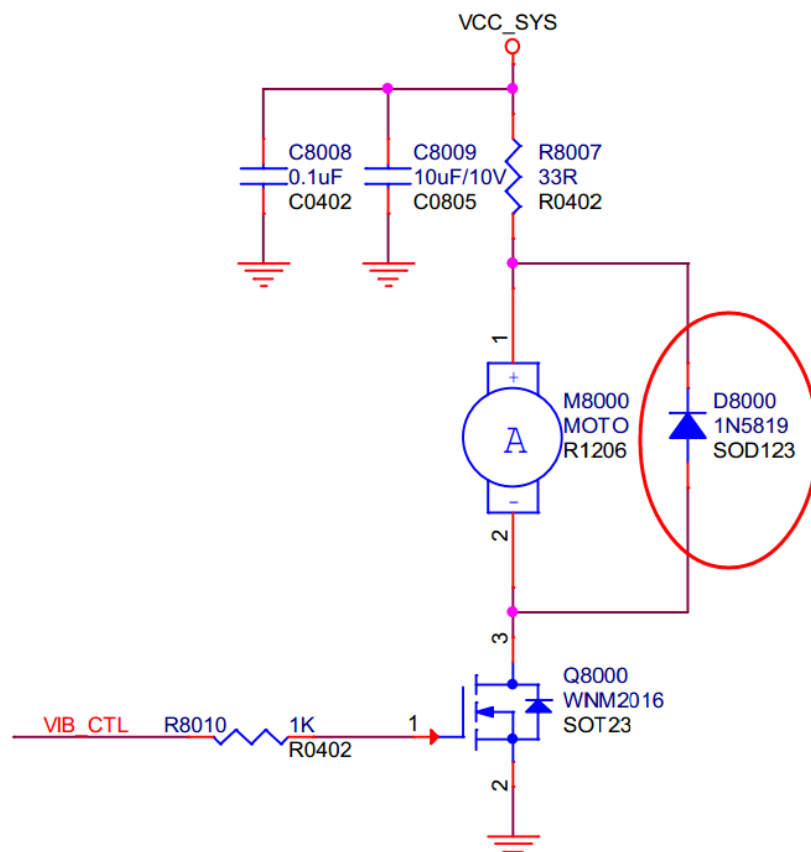 VCC_SYS
C8008
0.1uF
C0402
C8009
10uF/10V
C0805
R8007
33R
R0402
1
+
A
-
2
M8000
MOTO
R1206
D8000
1N5819
SOD123
3
Q8000
WNM2016
SOT23
VIB_CTL
R8010
1K
R0402
1
2